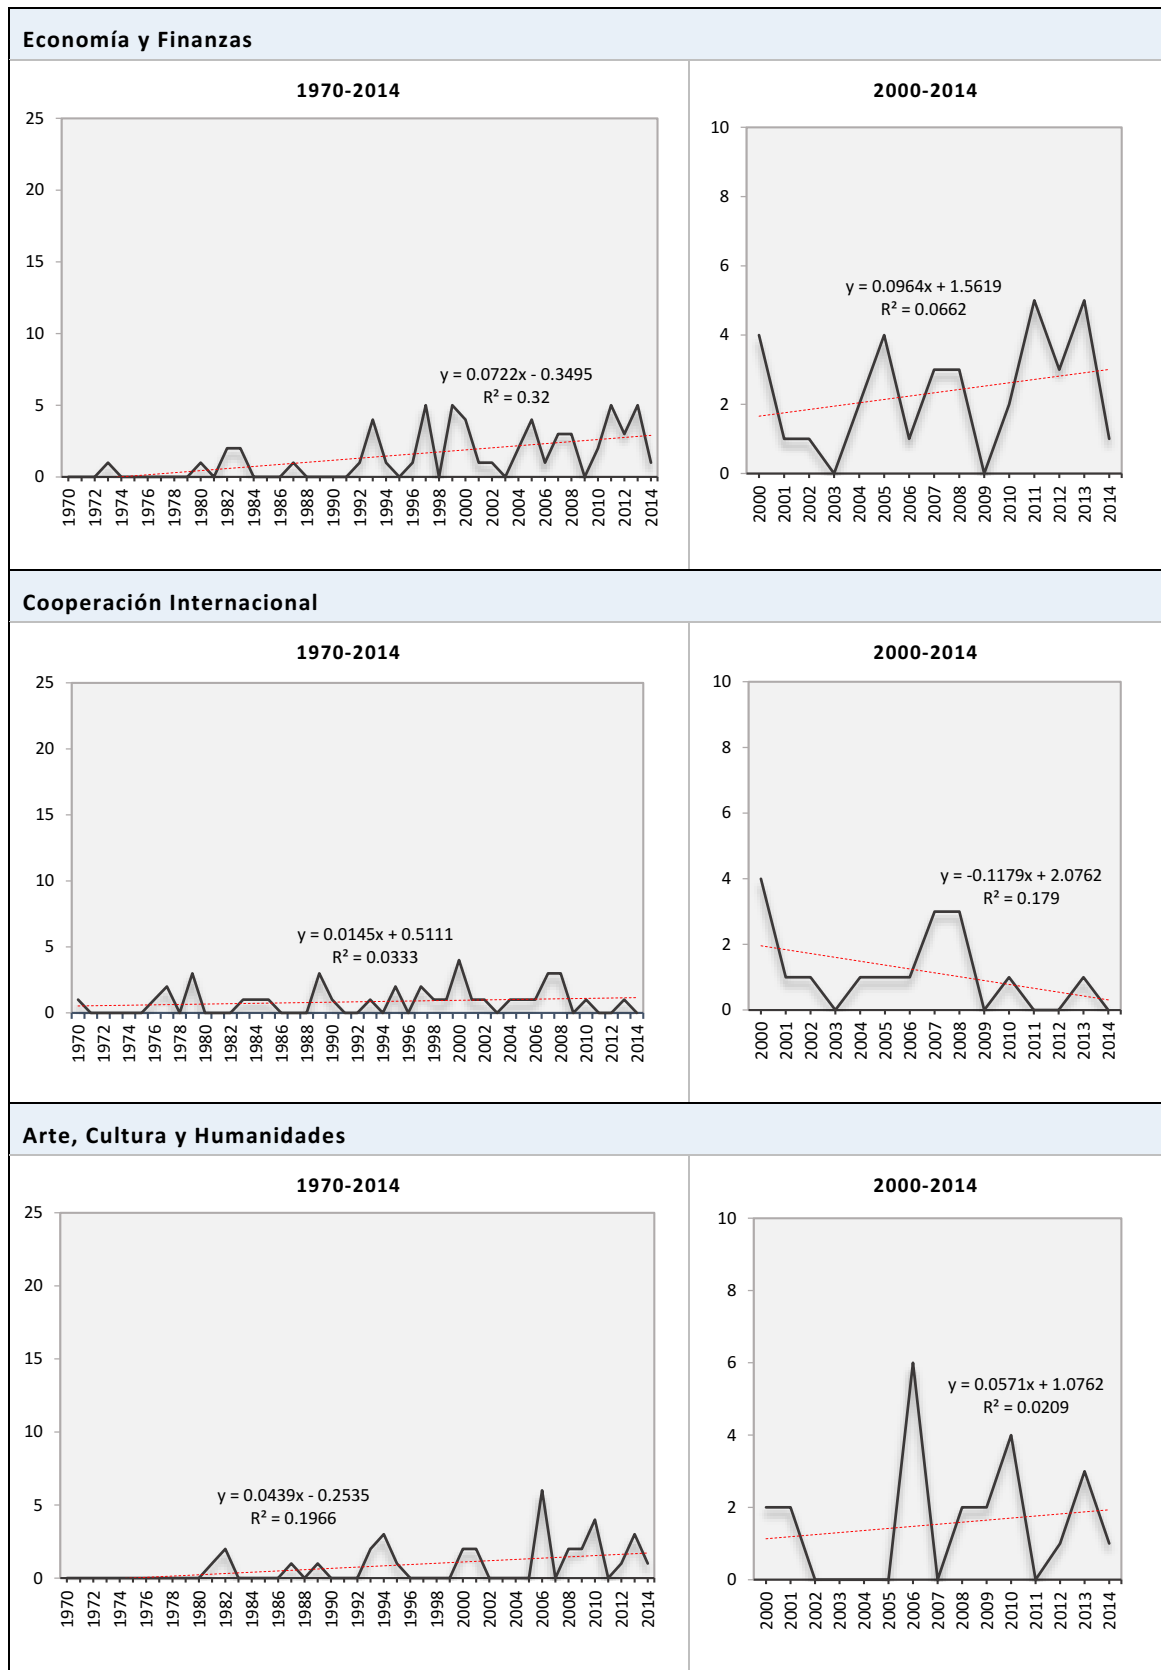 Economía y Finanzas
1970-2014
25
20
15
10
5
0
y = 0.0722x - 0.3495
R² = 0.32
1970 1972 1974 1976 1978 1980 1982 1984 1986 1988 1990 1992 1994 1996 1998 2000 2002 2004 2006 2008 2010 2012 2014
2000-2014
10
8
6
4
2
0
y = 0.0964x + 1.5619
R² = 0.0662
2000 2001 2002 2003 2004 2005 2006 2007 2008 2009 2010 2011 2012 2013 2014
Cooperación Internacional
1970-2014
25
20
15
10
5
0
y = 0.0145x + 0.5111
R² = 0.0333
1970 1972 1974 1976 1978 1980 1982 1984 1986 1988 1990 1992 1994 1996 1998 2000 2002 2004 2006 2008 2010 2012 2014
2000-2014
10
8
6
4
2
0
y = -0.1179x + 2.0762
R² = 0.179
2000 2001 2002 2003 2004 2005 2006 2007 2008 2009 2010 2011 2012 2013 2014
Arte, Cultura y Humanidades
1970-2014
25
20
15
10
5
0
y = 0.0439x - 0.2535
R² = 0.1966
1970 1972 1974 1976 1978 1980 1982 1984 1986 1988 1990 1992 1994 1996 1998 2000 2002 2004 2006 2008 2010 2012 2014
2000-2014
10
8
6
4
2
0
y = 0.0571x + 1.0762
R² = 0.0209
2000 2001 2002 2003 2004 2005 2006 2007 2008 2009 2010 2011 2012 2013 2014